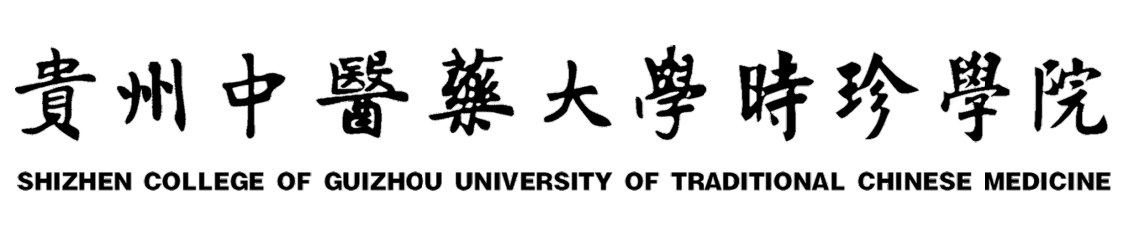 貴州中醫藥大學時珍學院
SHIZHEN COLLEGE OF GUIZHOU UNIVERSITY OF TRADITIONAL CHINESE MEDICINE